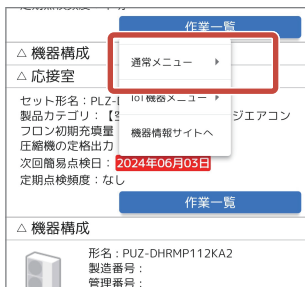 作業一覧
△ 機器構成
通常メニュー
△ 応接室
セット形名：PLZ-
IoT機器メニュー
製品カテゴリ：【
ジエアコン
フロン初期充填量
機器情報サイトへ
圧縮機の定格出力
次回簡易点検日：2024年06月03日
定期点検頻度：なし
作業一覧
△ 機器構成
形名：PUZ-DHRMP112KA2
製造番号：
管理番号：